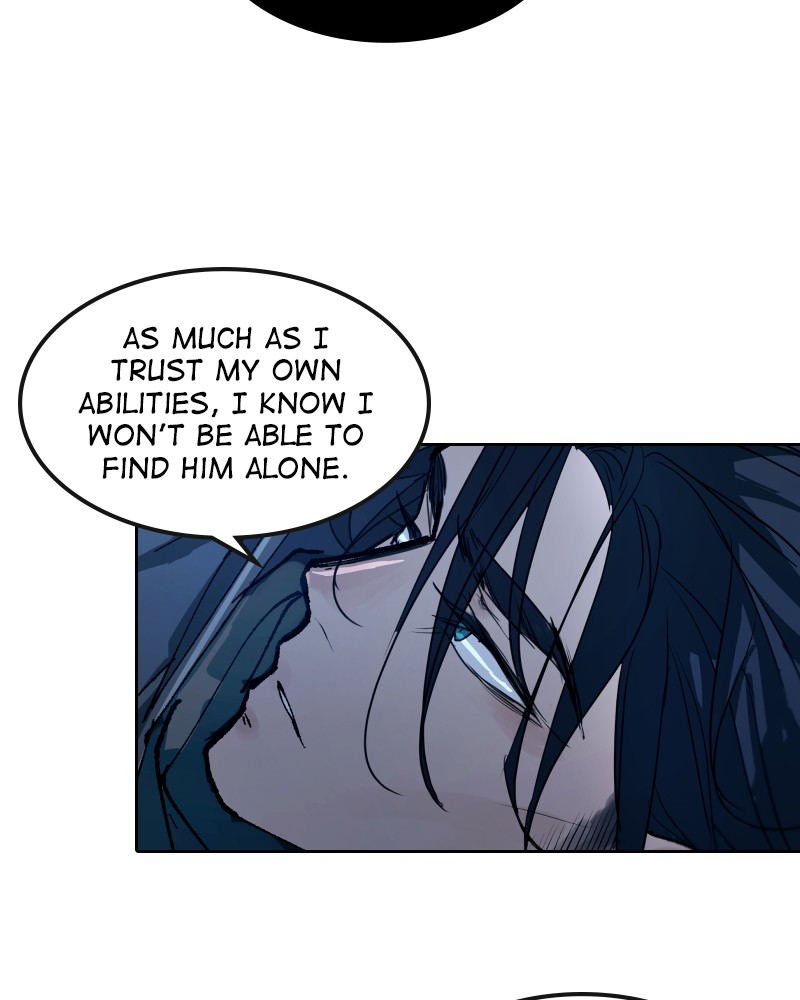 AS MUCH AS I
TRUST MY OWN
ABILITIES, I KNOW I
WON'T BE ABLE TO
FIND HIM ALONE.